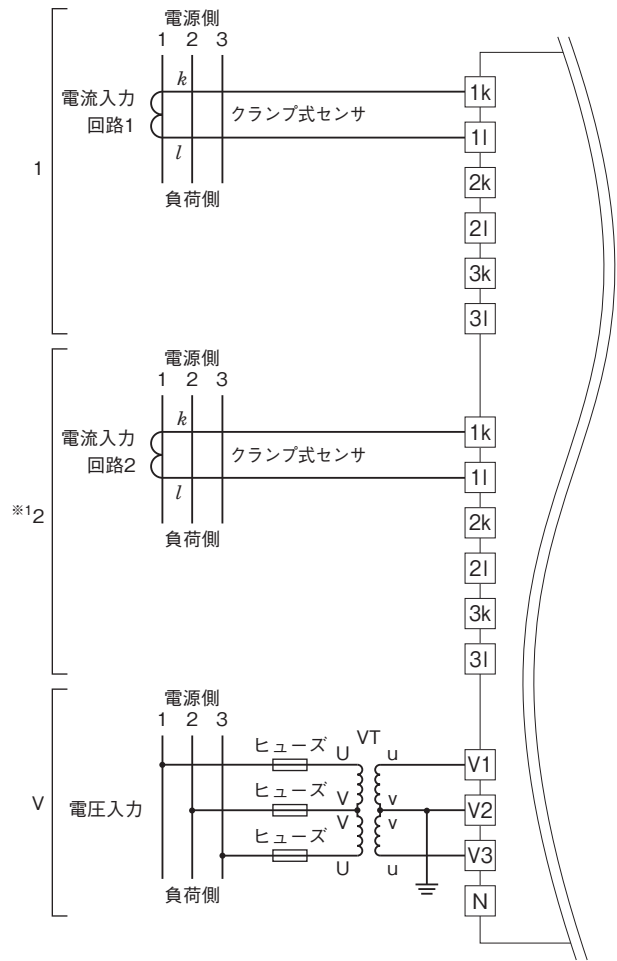 電源側
1 2 3
k
電流入力
回路1
クランプ式センサ
l
負荷側
1
1k
1l
2k
2l
3k
3l
電源側
1 2 3
k
電流入力
回路2
クランプ式センサ
l
負荷側
※12
1k
1l
2k
2l
3k
3l
電源側
1 2 3
VT
ヒューズ U u V1
V 電圧入力 ヒューズ V v V2
V v
ヒューズ U u V3
負荷側
N